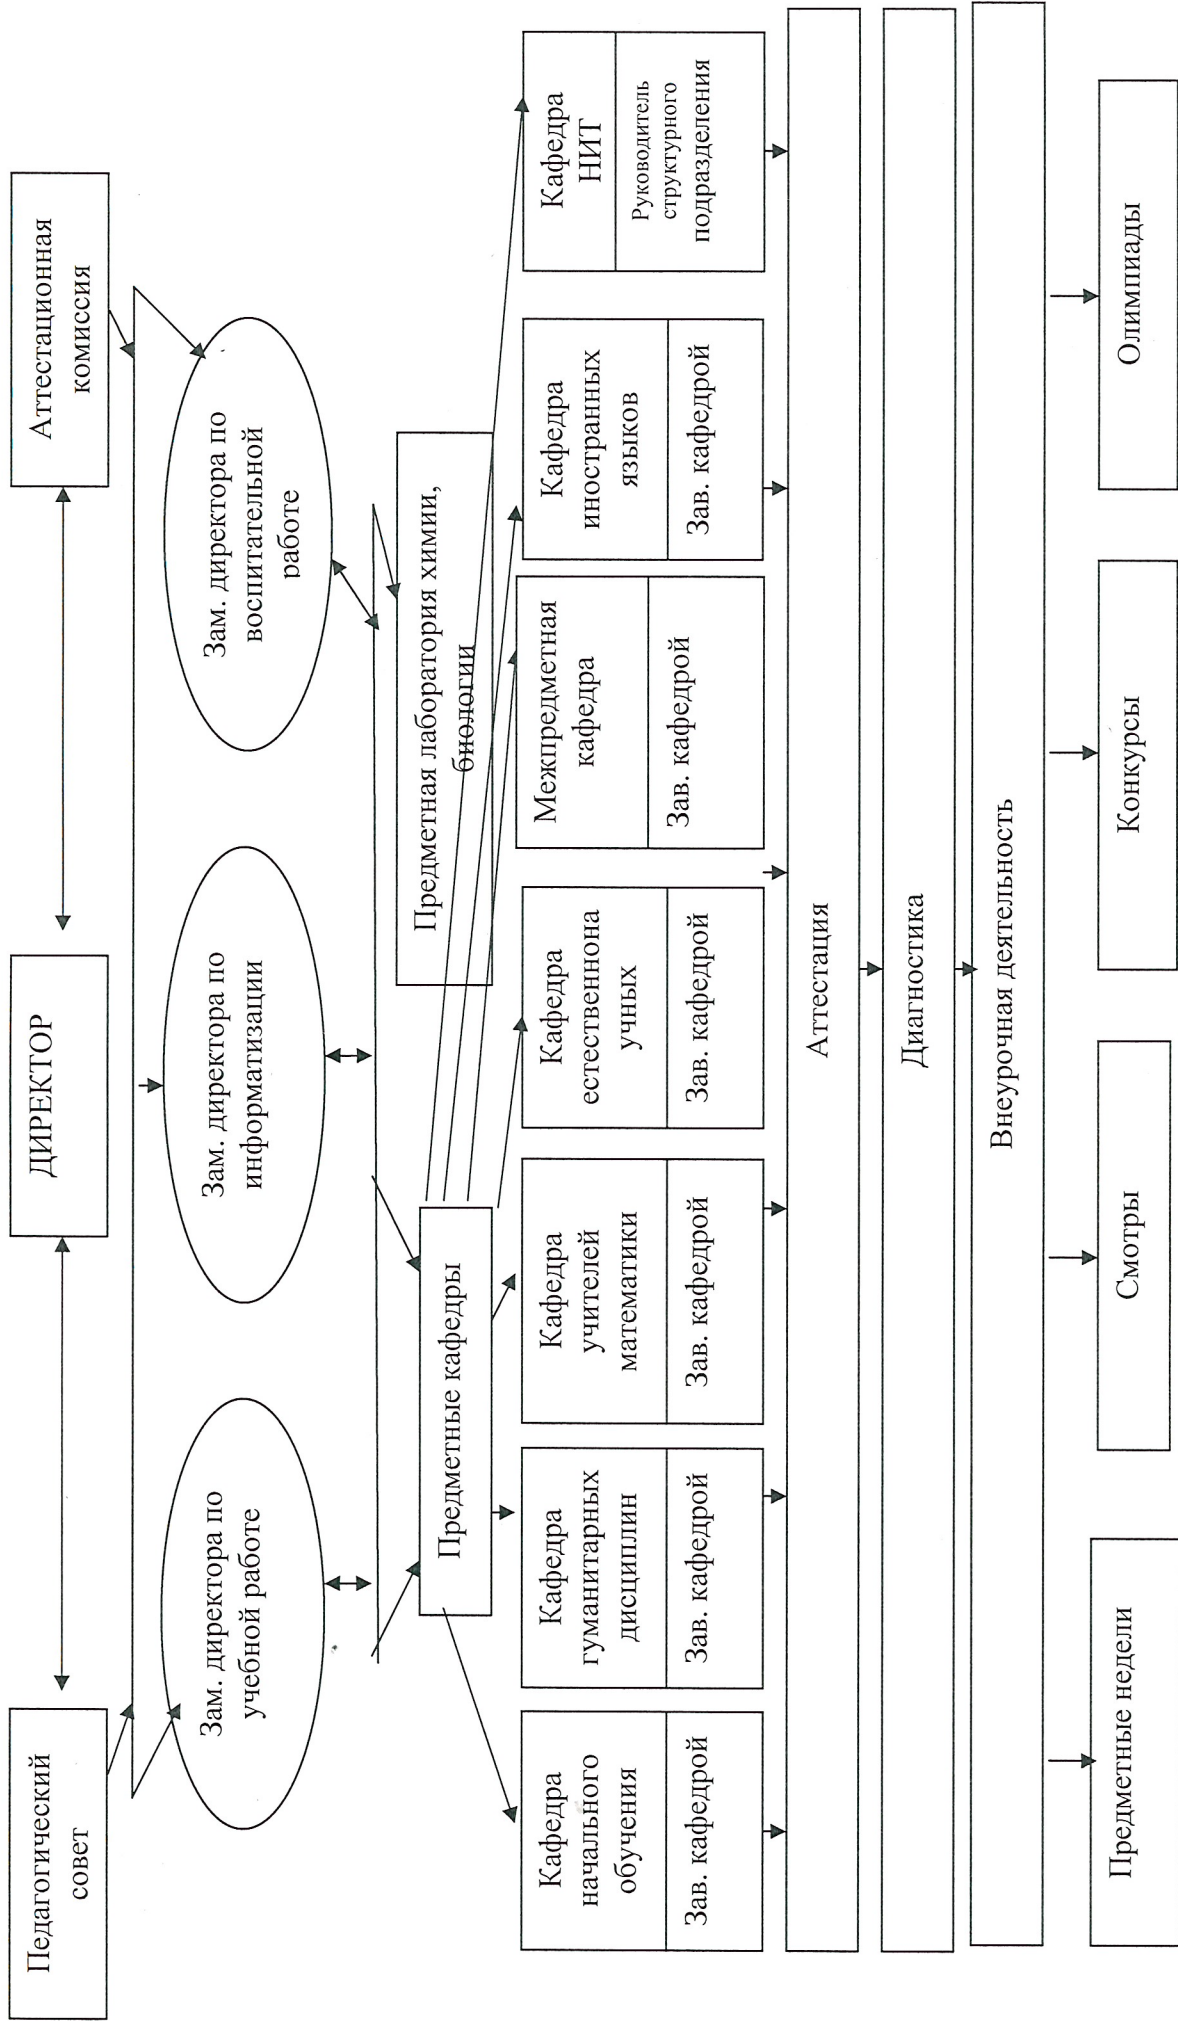 Педагогический
совет
ДИРЕКТОР
Аттестационная
комиссия
Зам. директора по
учебной работе
Зам. директора по
информатизации
Зам. директора по
воспитательной
работе
Предметные кафедры
Предметная лаборатория химии,
биологии
Кафедра
начального
обучения
Зав. кафедрой
Кафедра
гуманитарных
дисциплин
Зав. кафедрой
Кафедра
учителей
математики
Зав. кафедрой
Кафедра
естественнона
учных
Зав. кафедрой
Межпредметная
кафедра
Зав. кафедрой
Кафедра
иностранных
языков
Зав. кафедрой
Кафедра
НИТ
Руководитель
структурного
подразделения
Аттестация
Диагностика
Внеурочная деятельность
Предметные недели
Смотры
Конкурсы
Олимпиады